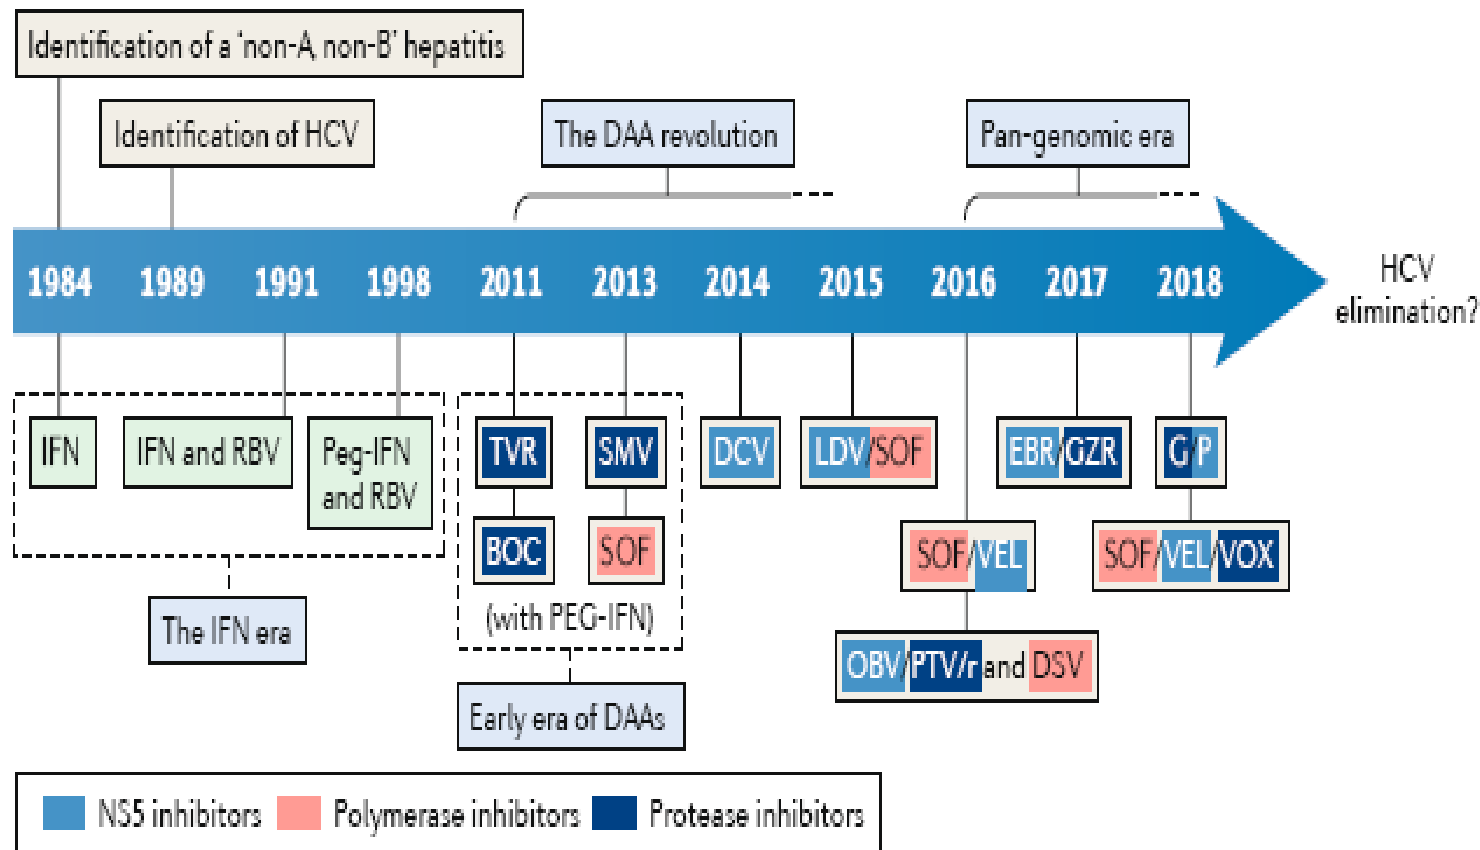 Identification of a 'non-A, non-B' hepatitis
Identification of HCV
The DAA revolution
Pan-genomic era
1984 1989 1991 1998 2011 2013 2014 2015 2016 2017 2018
HCV
elimination?
IFN
IFN and RBV
Peg-IFN
and RBV
TVR
SMV
DCV
LDV/SOF
EBR/GZR
G/P
BOC
SOF
SOF/VEL
SOF/VEL/VOX
(with PEG-IFN)
The IFN era
OBV/PTV/r and DSV
Early era of DAAs
NS5 inhibitors
Polymerase inhibitors
Protease inhibitors